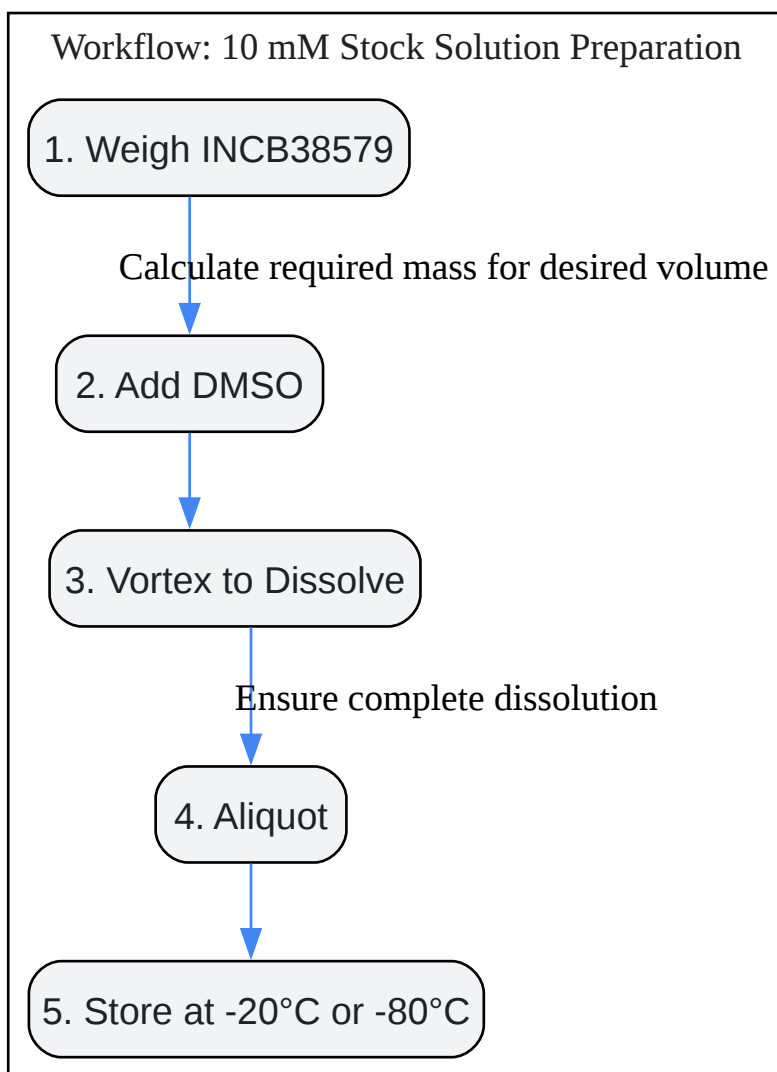 Workflow: 10 mM Stock Solution Preparation
1. Weigh INCB38579
Calculate required mass for desired volume
2. Add DMSO
3. Vortex to Dissolve
Ensure complete dissolution
4. Aliquot
5. Store at -20°C or -80°C